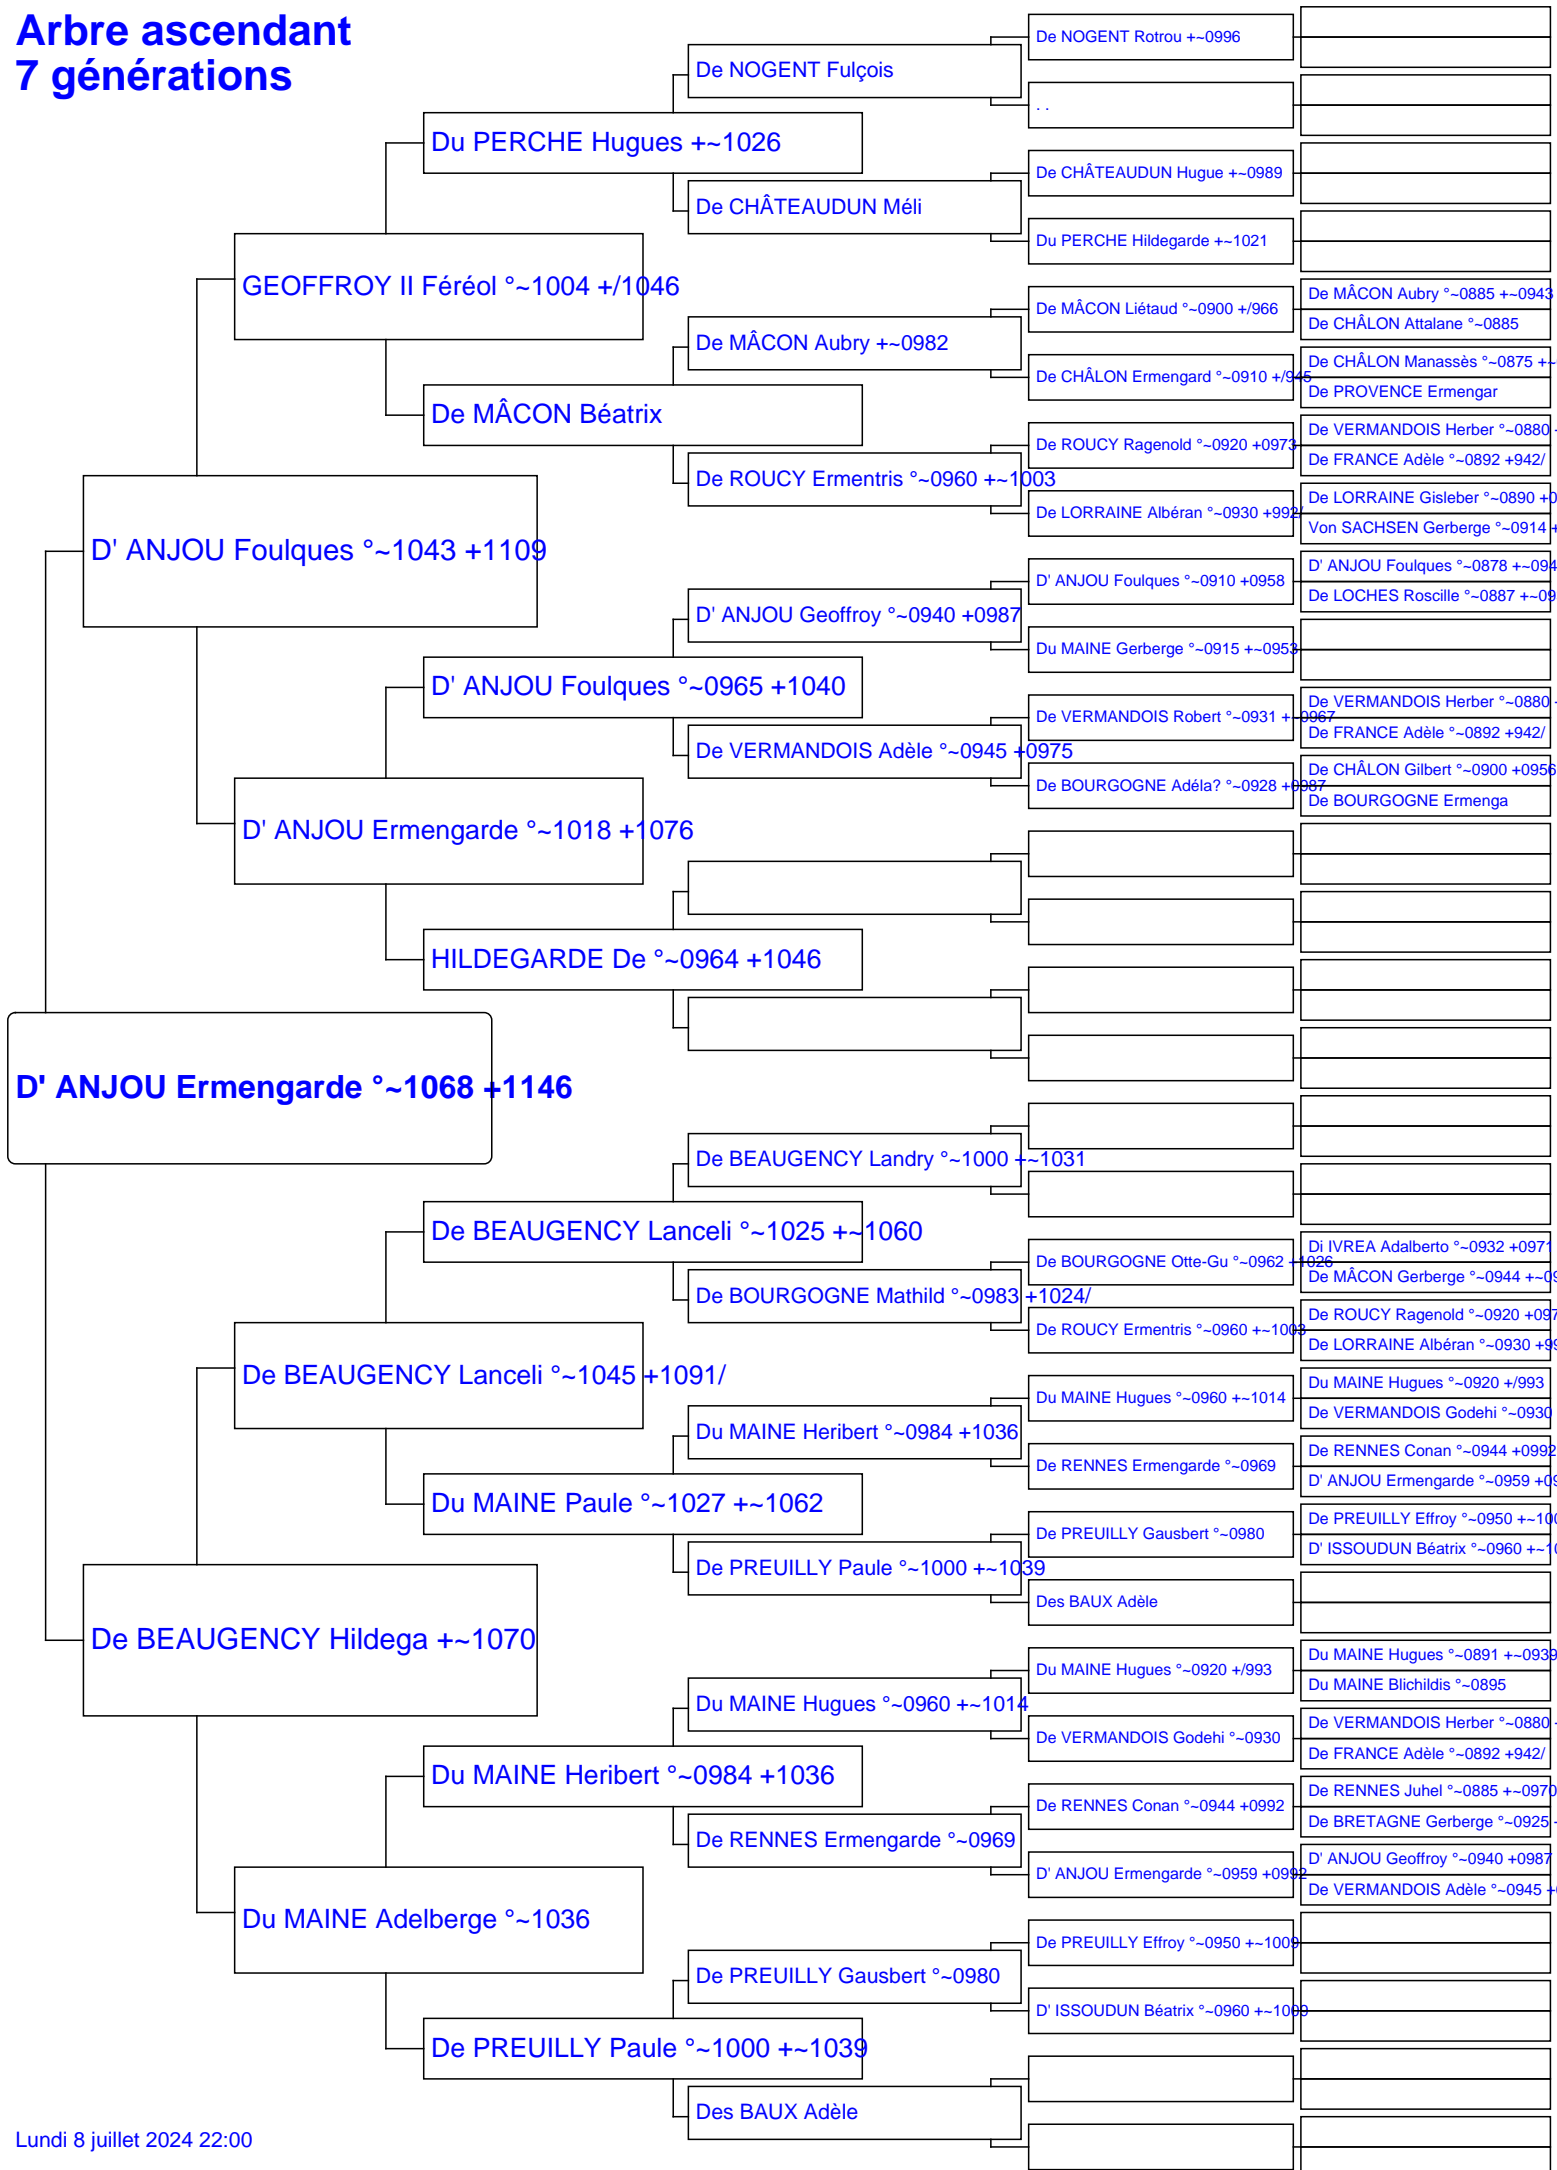 Arbre ascendant
7 générations
De NOGENT Rotrou +~0996
De NOGENT Fulçois
. .
Du PERCHE Hugues +~1026
De CHÂTEAUDUN Hugue +~0989
De CHÂTEAUDUN Méli
Du PERCHE Hildegarde +~1021
GEOFFROY II Féréol °~1004 +/1046
De MÂCON Aubry °~0885 +~0943
De MÂCON Liétaud °~0900 +/966
De CHÂLON Attalane °~0885
De MÂCON Aubry +~0982
De CHÂLON Manassès °~0875 +~
De CHÂLON Ermengard °~0910 +/945
De PROVENCE Ermengar
De MÂCON Béatrix
De VERMANDOIS Herber °~0880
De ROUCY Ragenold °~0920 +0973
De FRANCE Adèle °~0892 +942/
De ROUCY Ermentris °~0960 +~1003
De LORRAINE Gisleber °~0890 +0
De LORRAINE Albéran °~0930 +992/
Von SACHSEN Gerberge °~0914 +
D' ANJOU Foulques °~1043 +1109
D' ANJOU Foulques °~0878 +~094
D' ANJOU Foulques °~0910 +0958
De LOCHES Roscille °~0887 +~09
D' ANJOU Geoffroy °~0940 +0987
Du MAINE Gerberge °~0915 +~0953
D' ANJOU Foulques °~0965 +1040
De VERMANDOIS Herber °~0880
De VERMANDOIS Robert °~0931 +~0967
De FRANCE Adèle °~0892 +942/
De VERMANDOIS Adèle °~0945 +0975
De CHÂLON Gilbert °~0900 +0956
De BOURGOGNE Adéla? °~0928 +0987
De BOURGOGNE Ermenga
D' ANJOU Ermengarde °~1018 +1076
HILDEGARDE De °~0964 +1046
D' ANJOU Ermengarde °~1068 +1146
De BEAUGENCY Landry °~1000 +~1031
De BEAUGENCY Lanceli °~1025 +~1060
Di IVREA Adalberto °~0932 +0971
De BOURGOGNE Otte-Gu °~0962 +1026
De MÂCON Gerberge °~0944 +~09
De BOURGOGNE Mathild °~0983 +1024/
De ROUCY Ragenold °~0920 +097
De ROUCY Ermentris °~0960 +~1003
De LORRAINE Albéran °~0930 +99
De BEAUGENCY Lanceli °~1045 +1091/
Du MAINE Hugues °~0920 +/993
Du MAINE Hugues °~0960 +~1014
De VERMANDOIS Godehi °~0930
Du MAINE Heribert °~0984 +1036
De RENNES Conan °~0944 +0992
De RENNES Ermengarde °~0969
D' ANJOU Ermengarde °~0959 +09
Du MAINE Paule °~1027 +~1062
De PREUILLY Effroy °~0950 +~100
De PREUILLY Gausbert °~0980
D' ISSOUDUN Béatrix °~0960 +~10
De PREUILLY Paule °~1000 +~1039
Des BAUX Adèle
De BEAUGENCY Hildega +~1070
Du MAINE Hugues °~0891 +~0939
Du MAINE Hugues °~0920 +/993
Du MAINE Blichildis °~0895
Du MAINE Hugues °~0960 +~1014
De VERMANDOIS Herber °~0880
De VERMANDOIS Godehi °~0930
De FRANCE Adèle °~0892 +942/
Du MAINE Heribert °~0984 +1036
De RENNES Juhel °~0885 +~0970
De RENNES Conan °~0944 +0992
De BRETAGNE Gerberge °~0925
De RENNES Ermengarde °~0969
D' ANJOU Geoffroy °~0940 +0987
D' ANJOU Ermengarde °~0959 +0992
De VERMANDOIS Adèle °~0945 +
Du MAINE Adelberge °~1036
De PREUILLY Effroy °~0950 +~1009
De PREUILLY Gausbert °~0980
D' ISSOUDUN Béatrix °~0960 +~1009
De PREUILLY Paule °~1000 +~1039
Des BAUX Adèle
Lundi 8 juillet 2024 22:00